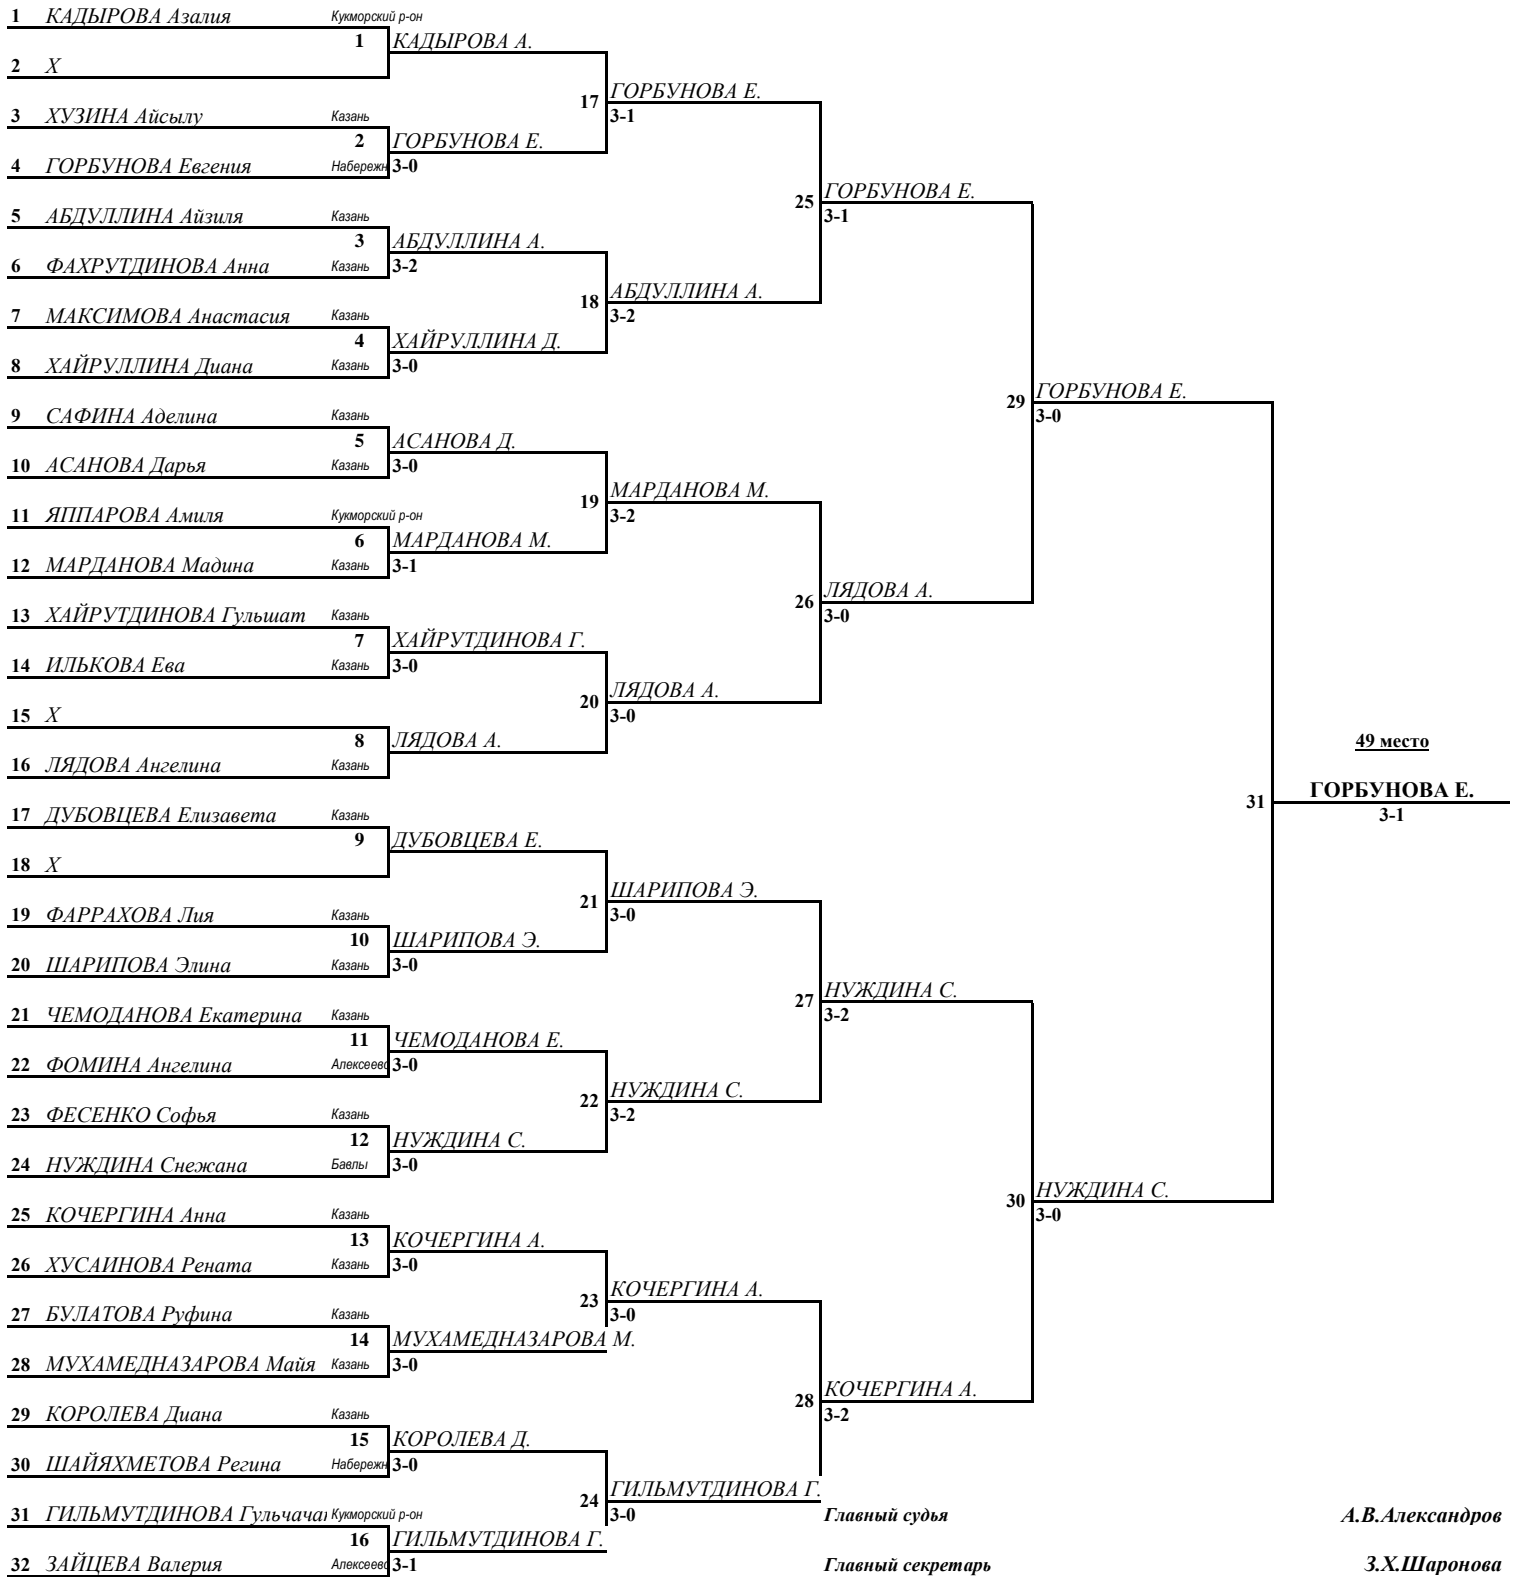 1 КАДЫРОВА Азалия Кукморский р-он
1 КАДЫРОВА А.
2 Х
17 ГОРБУНОВА Е.
3-1
3 ХУЗИНА Айсылу Казань
2 ГОРБУНОВА Е.
4 ГОРБУНОВА Евгения Набережн 3-0
25 ГОРБУНОВА Е.
3-1
5 АБДУЛЛИНА Айзиля Казань
3 АБДУЛЛИНА А.
6 ФАХРУТДИНОВА Анна Казань 3-2
18 АБДУЛЛИНА А.
3-2
7 МАКСИМОВА Анастасия Казань
4 ХАЙРУЛЛИНА Д.
8 ХАЙРУЛЛИНА Диана Казань 3-0
29 ГОРБУНОВА Е.
3-0
9 САФИНА Аделина Казань
5 АСАНОВА Д.
10 АСАНОВА Дарья Казань 3-0
19 МАРДАНОВА М.
3-2
11 ЯППАРОВА Амиля Кукморский р-он
6 МАРДАНОВА М.
12 МАРДАНОВА Мадина Казань 3-1
26 ЛЯДОВА А.
3-0
13 ХАЙРУТДИНОВА Гульшат Казань
7 ХАЙРУТДИНОВА Г.
14 ИЛЬКОВА Ева Казань 3-0
20 ЛЯДОВА А.
3-0
15 Х
8 ЛЯДОВА А.
16 ЛЯДОВА Ангелина Казань
49 место
31 ГОРБУНОВА Е.
3-1
17 ДУБОВЦЕВА Елизавета Казань
9 ДУБОВЦЕВА Е.
18 Х
21 ШАРИПОВА Э.
3-0
19 ФАРРАХОВА Лия Казань
10 ШАРИПОВА Э.
20 ШАРИПОВА Элина Казань 3-0
27 НУЖДИНА С.
3-2
21 ЧЕМОДАНОВА Екатерина Казань
11 ЧЕМОДАНОВА Е.
22 ФОМИНА Ангелина Алексеевс 3-0
22 НУЖДИНА С.
3-2
23 ФЕСЕНКО Софья Казань
12 НУЖДИНА С.
24 НУЖДИНА Снежана Бавлы 3-0
30 НУЖДИНА С.
3-0
25 КОЧЕРГИНА Анна Казань
13 КОЧЕРГИНА А.
26 ХУСАИНОВА Рената Казань 3-0
23 КОЧЕРГИНА А.
3-0
27 БУЛАТОВА Руфина Казань
14 МУХАМЕДНАЗАРОВА М.
28 МУХАМЕДНАЗАРОВА Майя Казань 3-0
28 КОЧЕРГИНА А.
3-2
29 КОРОЛЕВА Диана Казань
15 КОРОЛЕВА Д.
30 ШАЙЯХМЕТОВА Регина Набережн 3-0
24 ГИЛЬМУТДИНОВА Г.
3-0
31 ГИЛЬМУТДИНОВА Гульчачак Кукморский р-он
16 ГИЛЬМУТДИНОВА Г.
32 ЗАЙЦЕВА Валерия Алексеевс 3-1
Главный судья А.В.Александров
Главный секретарь З.Х.Шаронова